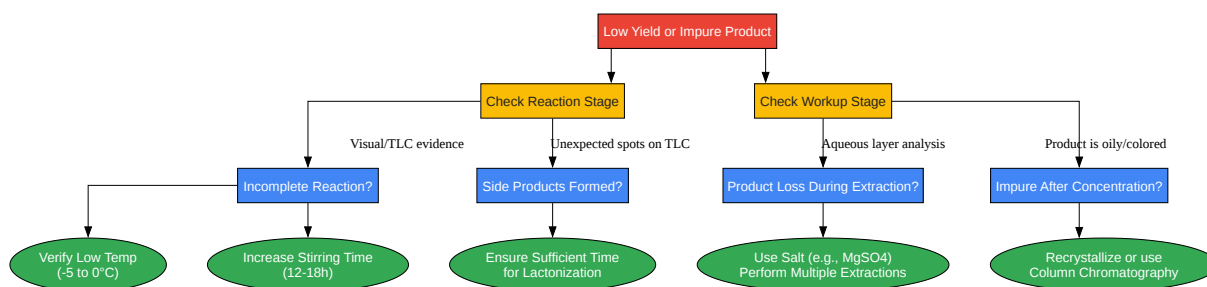 Low Yield or Impure Product
Check Reaction Stage
Check Workup Stage
Visual/TLC evidence
Unexpected spots on TLC
Aqueous layer analysis
Product is oily/colored
Incomplete Reaction?
Side Products Formed?
Product Loss During Extraction?
Impure After Concentration?
Verify Low Temp
(-5 to 0°C)
Increase Stirring Time
(12-18h)
Ensure Sufficient Time
for Lactonization
Use Salt (e.g., MgSO4)
Perform Multiple Extractions
Recrystallize or use
Column Chromatography